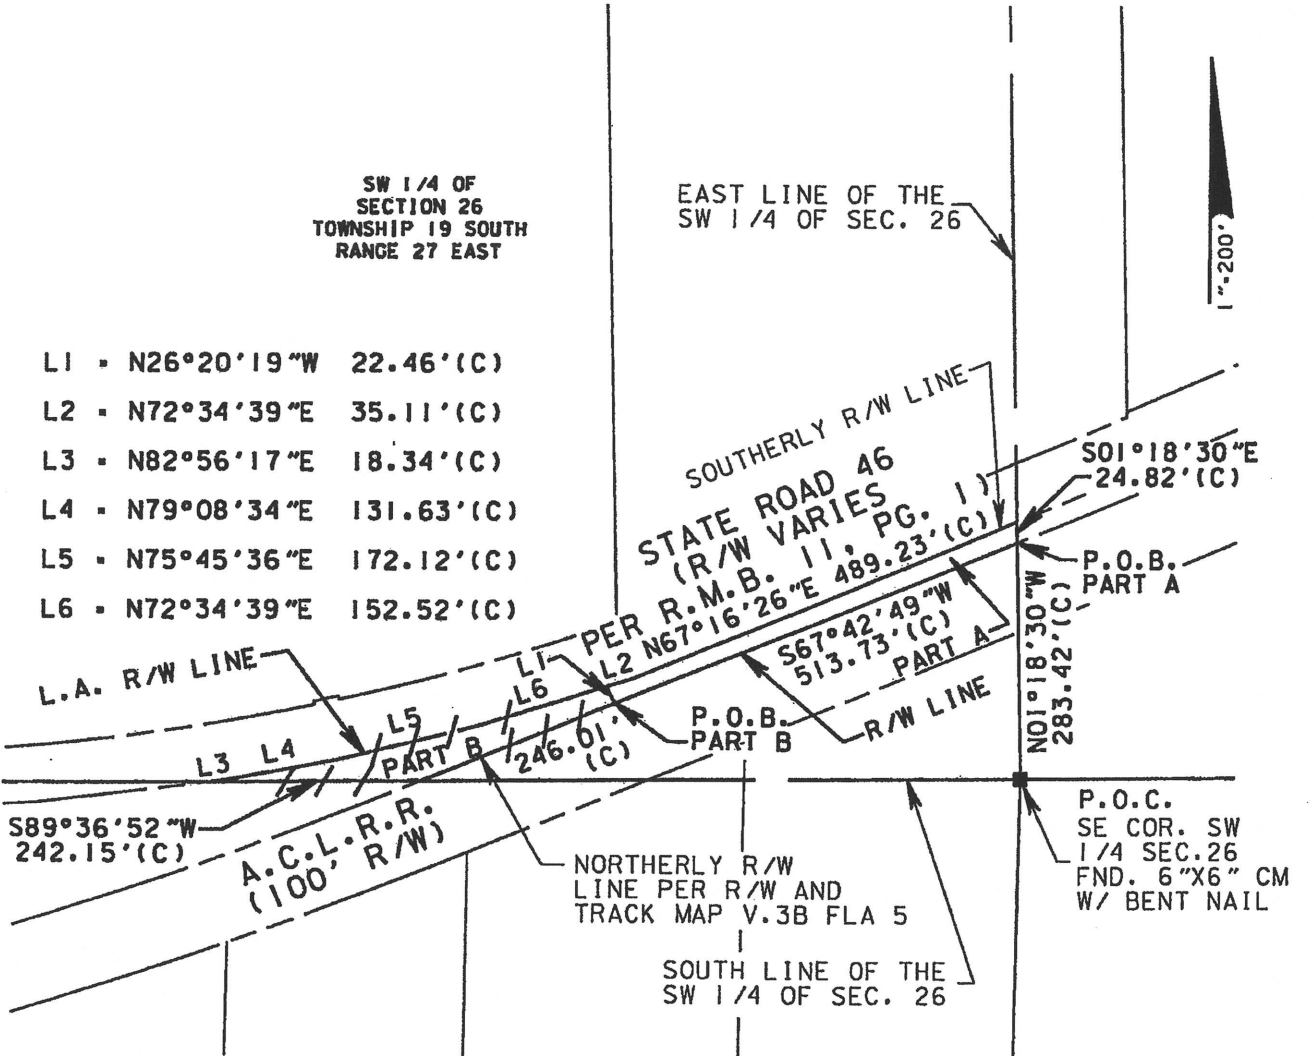 SW 1/4 OF
SECTION 26
TOWNSHIP 19 SOUTH
RANGE 27 EAST
EAST LINE OF THE
SW 1/4 OF SEC. 26
1"=200'
L1 = N26°20'19"W 22.46'(C)
L2 = N72°34'39"E 35.11'(C)
L3 = N82°56'17"E 18.34'(C)
L4 = N79°08'34"E 131.63'(C)
L5 = N75°45'36"E 172.12'(C)
L6 = N72°34'39"E 152.52'(C)
SOUTHERLY R/W LINE
STATE ROAD 46
(R/W VARIES
PER R.M.B. 11, PG. 1)
S01°18'30"E
24.82'(C)
P.O.B.
PART A
L2 N67°16'26"E 489.23'(C)
S67°42'49"W
513.73'(C)
PART A
R/W LINE
N01°18'30"W
283.42'(C)
L.A. R/W LINE
L1
L6
L5
L3 L4
PART B
246.01'
(C)
P.O.B.
PART B
S89°36'52"W
242.15'(C)
A.C.L.R.R.
(100' R/W)
NORTHERLY R/W
LINE PER R/W AND
TRACK MAP V.3B FLA 5
P.O.C.
SE COR. SW
1/4 SEC.26
FND. 6"X6" CM
W/ BENT NAIL
SOUTH LINE OF THE
SW 1/4 OF SEC. 26